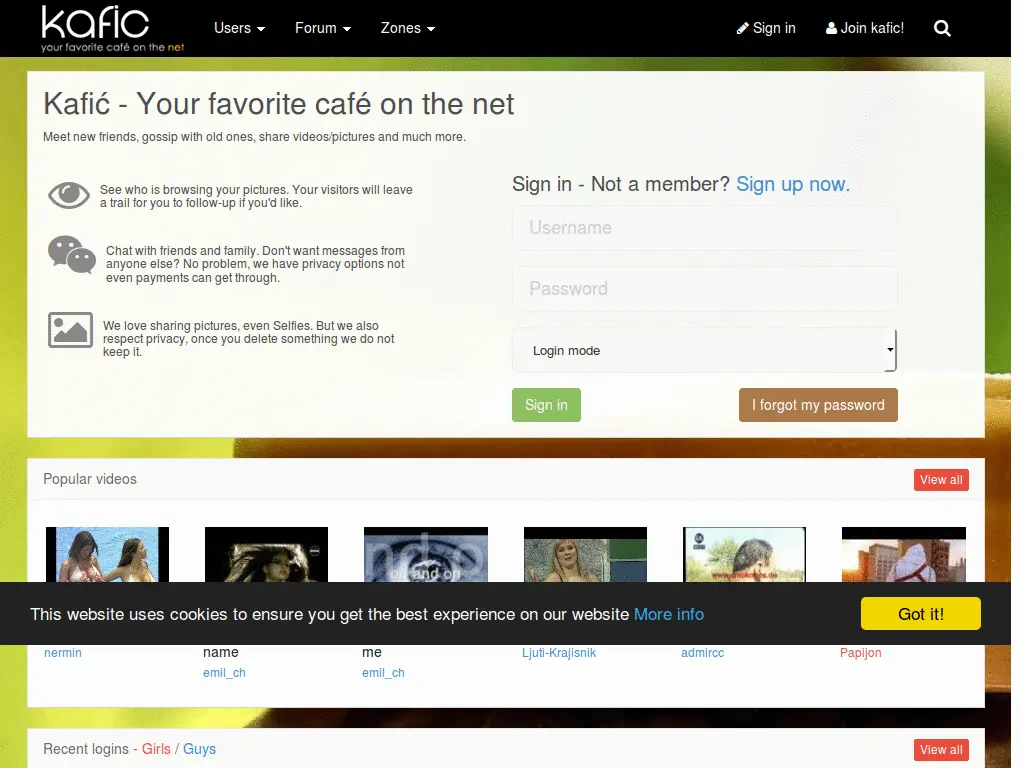 kafic
your favorite café on the net
Users
Forum
Zones
Sign in
Join kafic!
Kafić - Your favorite café on the net
Meet new friends, gossip with old ones, share videos/pictures and much more.
See who is browsing your pictures. Your visitors will leave
a trail for you to follow-up if you'd like.
Chat with friends and family. Don't want messages from
anyone else? No problem, we have privacy options not
even payments can get through.
We love sharing pictures, even Selfies. But we also
respect privacy, once you delete something we do not
keep it.
Sign in - Not a member? Sign up now.
Username
Password
Login mode
Sign in
I forgot my password
Popular videos
View all
bit and on
www.dinokonos.de
This website uses cookies to ensure you get the best experience on our website More info
Got it!
nermin
name
emil_ch
me
emil_ch
Ljuti-Krajisnik
admircc
Papijon
Recent logins - Girls / Guys
View all